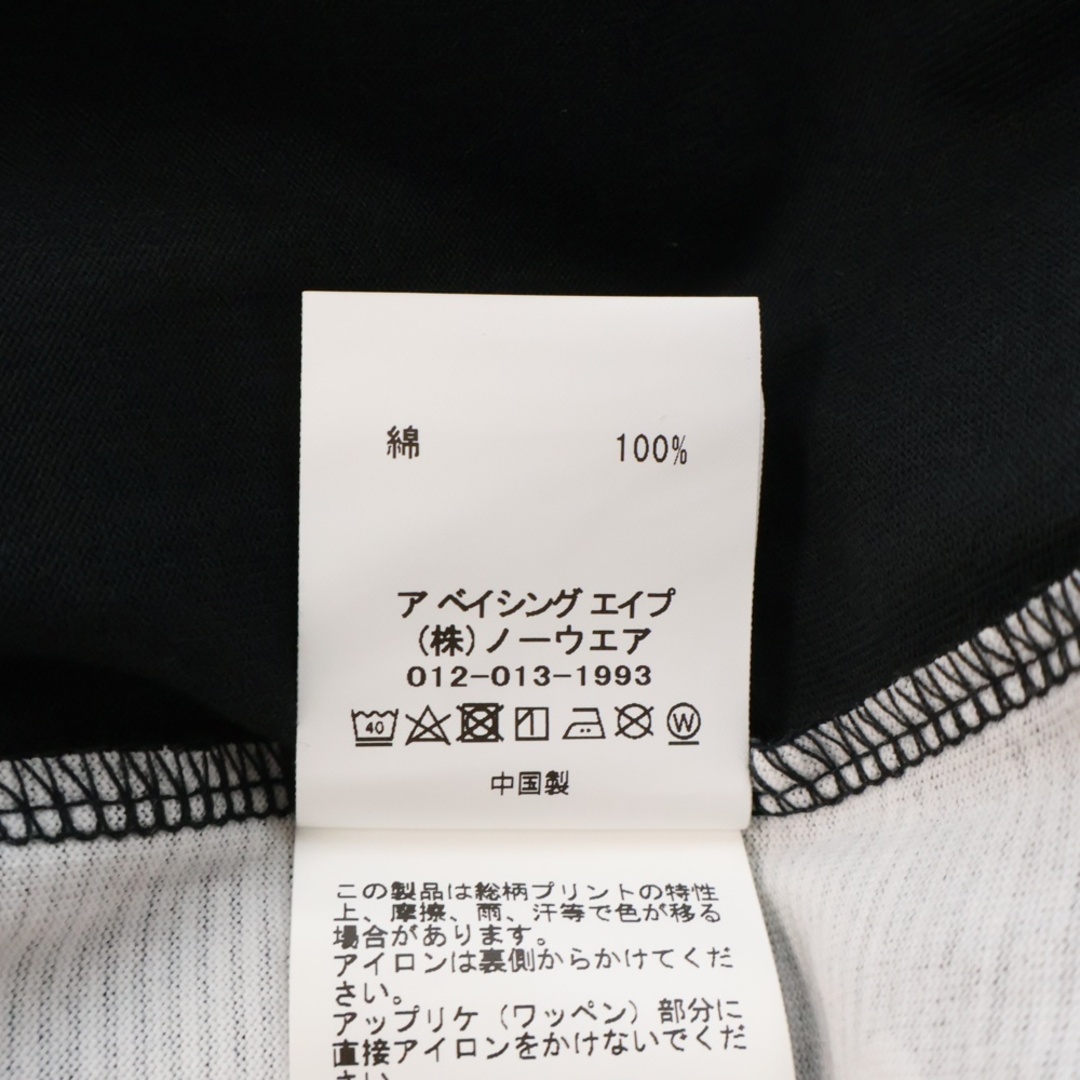 綿 100%
ア ベイシング エイプ
(株)ノーウエア
012-013-1993
40 W
中国製
この製品は総柄プリントの特性
上、摩擦、雨、汗等で色が移る
場合があります。
アイロンは裏側からかけてくだ
さい。
アップリケ（ワッペン）部分に
直接アイロンをかけないでくだ
さい